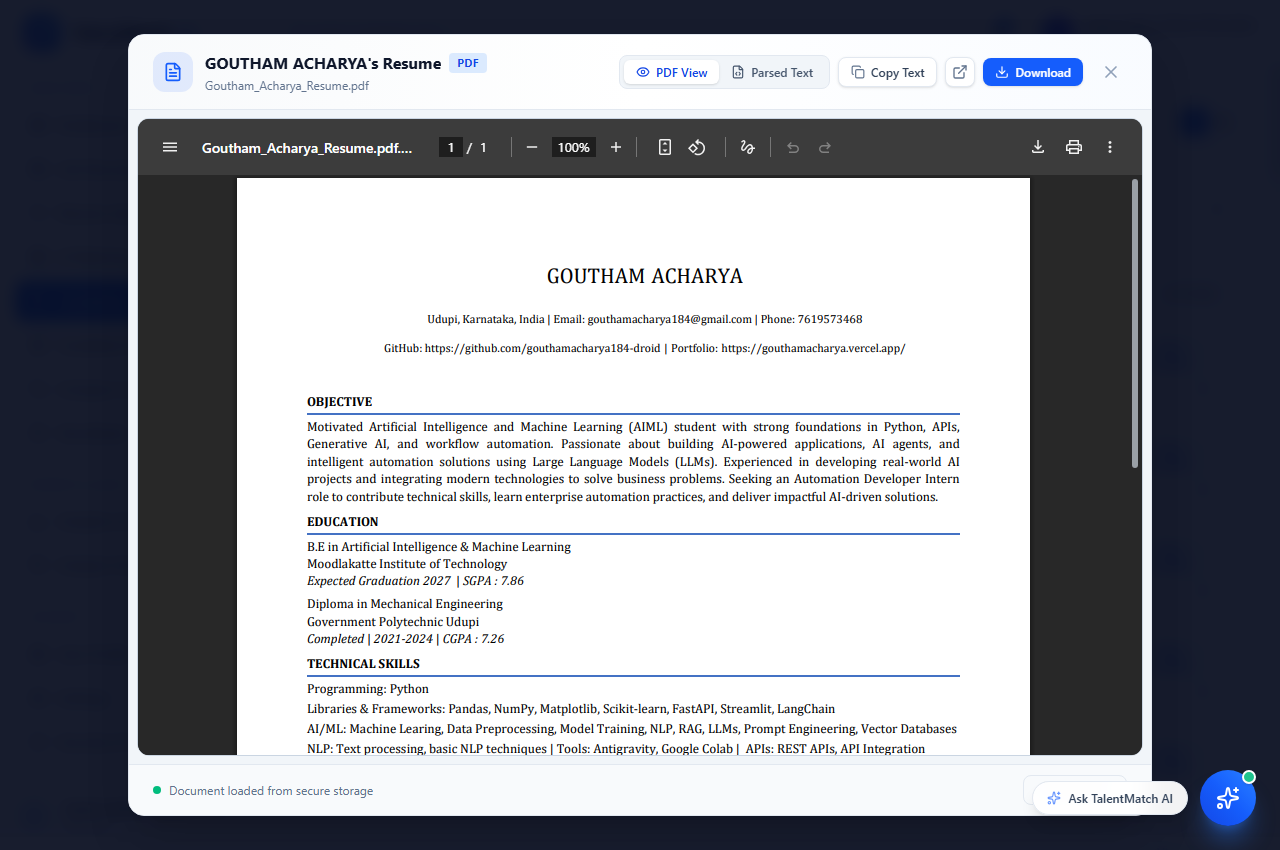 GOUTHAM ACHARYA's Resume PDF
Goutham_Acharya_Resume.pdf
PDF View
Parsed Text
Copy Text
Download
Goutham_Acharya_Resume.pdf....
1 / 1
100%
GOUTHAM ACHARYA
Udupi, Karnataka, India | Email: gouthamacharya184@gmail.com | Phone: 7619573468
GitHub: https://github.com/gouthamacharya184-droid | Portfolio: https://gouthamacharya.vercel.app/
OBJECTIVE
Motivated Artificial Intelligence and Machine Learning (AIML) student with strong foundations in Python, APIs,
Generative AI, and workflow automation. Passionate about building AI-powered applications, AI agents, and
intelligent automation solutions using Large Language Models (LLMs). Experienced in developing real-world AI
projects and integrating modern technologies to solve business problems. Seeking an Automation Developer Intern
role to contribute technical skills, learn enterprise automation practices, and deliver impactful AI-driven solutions.
EDUCATION
B.E in Artificial Intelligence & Machine Learning
Moodlakatte Institute of Technology
Expected Graduation 2027 | SGPA : 7.86
Diploma in Mechanical Engineering
Government Polytechnic Udupi
Completed | 2021-2024 | CGPA : 7.26
TECHNICAL SKILLS
Programming: Python
Libraries & Frameworks: Pandas, NumPy, Matplotlib, Scikit-learn, FastAPI, Streamlit, LangChain
AI/ML: Machine Learing, Data Preprocessing, Model Training, NLP, RAG, LLMs, Prompt Engineering, Vector Databases
NLP: Text processing, basic NLP techniques | Tools: Antigravity, Google Colab | APIs: REST APIs, API Integration
Document loaded from secure storage
Ask TalentMatch AI